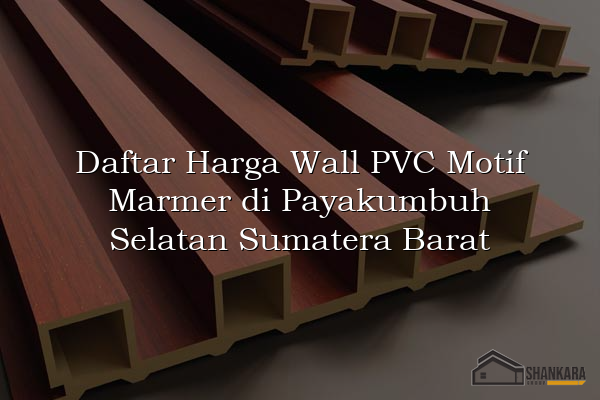 Daftar Harga Wall PVC Motif
Marmer di Payakumbuh
Selatan Sumatera Barat
SHANKARA